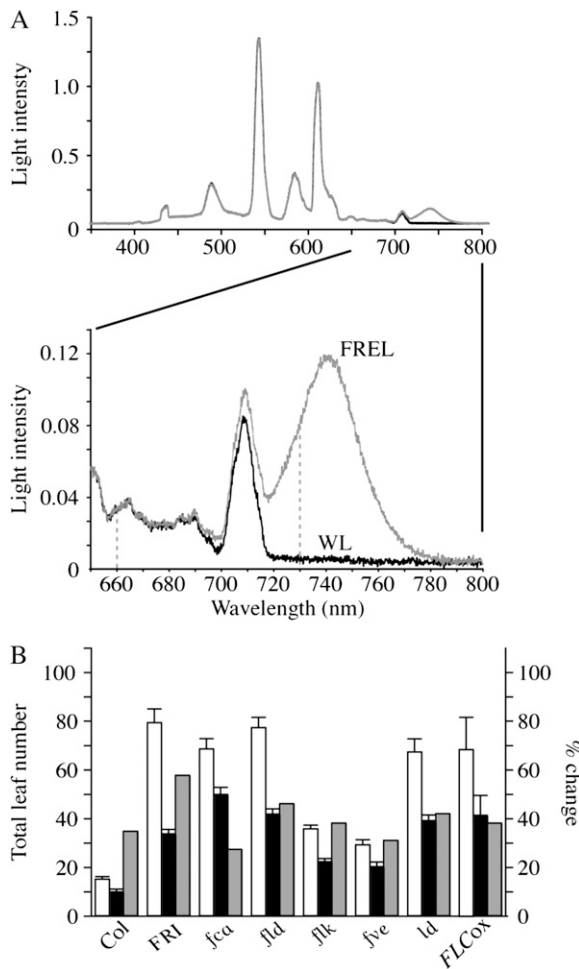 A
Light intensty
1.5
1.0
0.5
0
400 500 600 700 800
Light intensity
0.12
0.08
0.04
0
FREL
WL
660 680 700 720 740 760 780 800
Wavelength (nm)
B
Total leaf number
100
80
60
40
20
0
100
80
60
40
20
0
% change
Col FRI fca fld flk fve ld FLCox